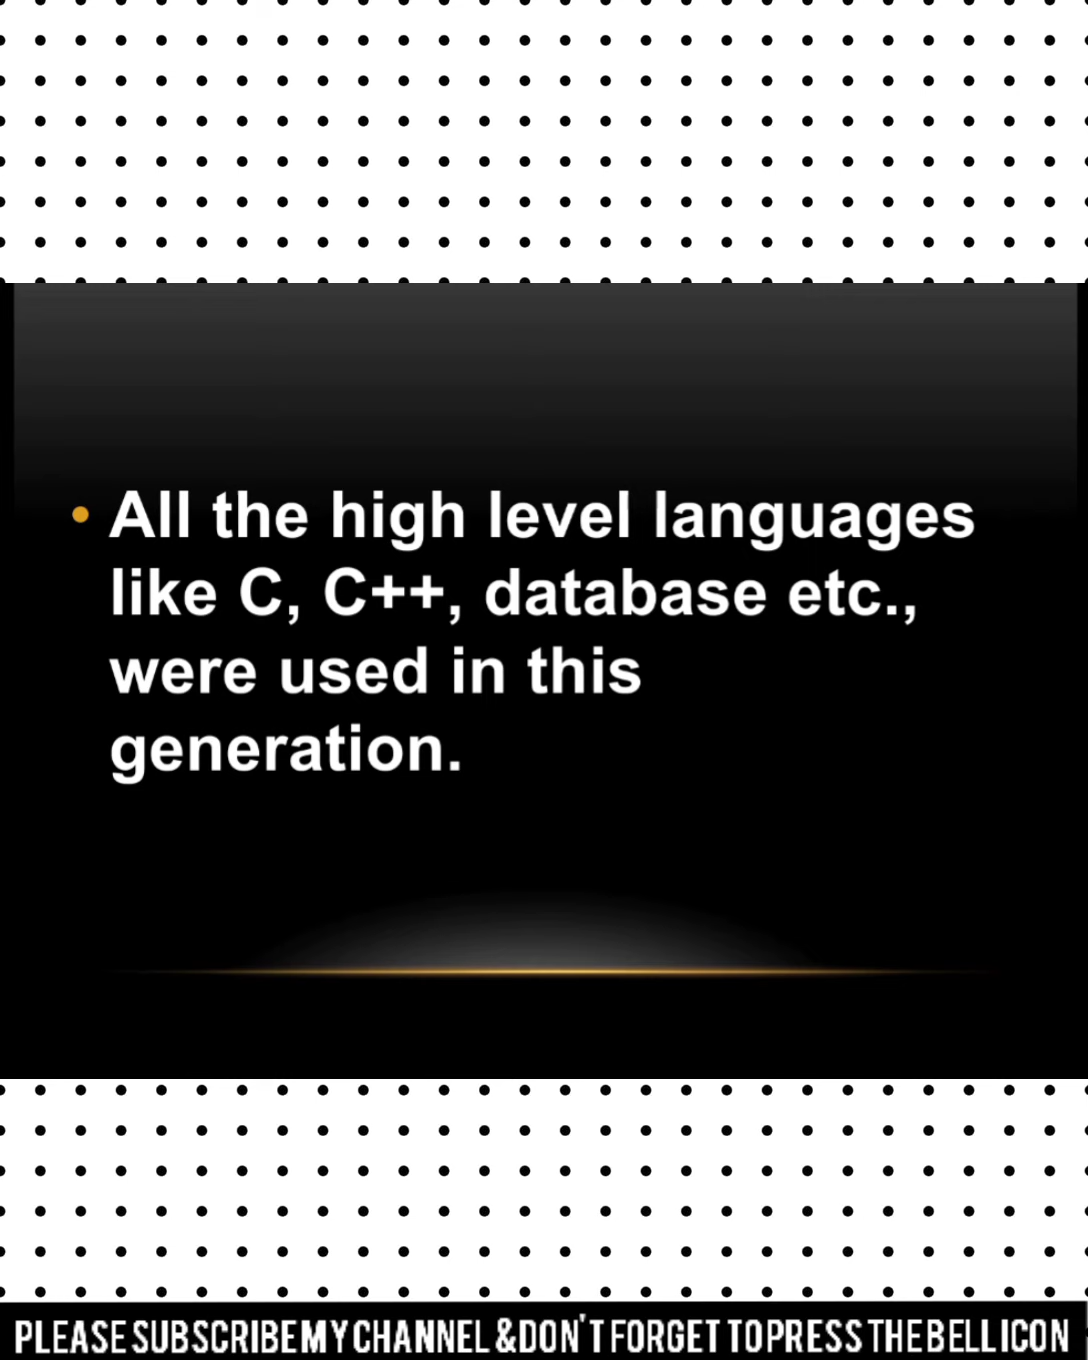 • All the high level languages
like C, C++, database etc.,
were used in this
generation.
PLEASE SUBSCRIBE MY CHANNEL & DON'T FORGET TO PRESS THE BELL ICON